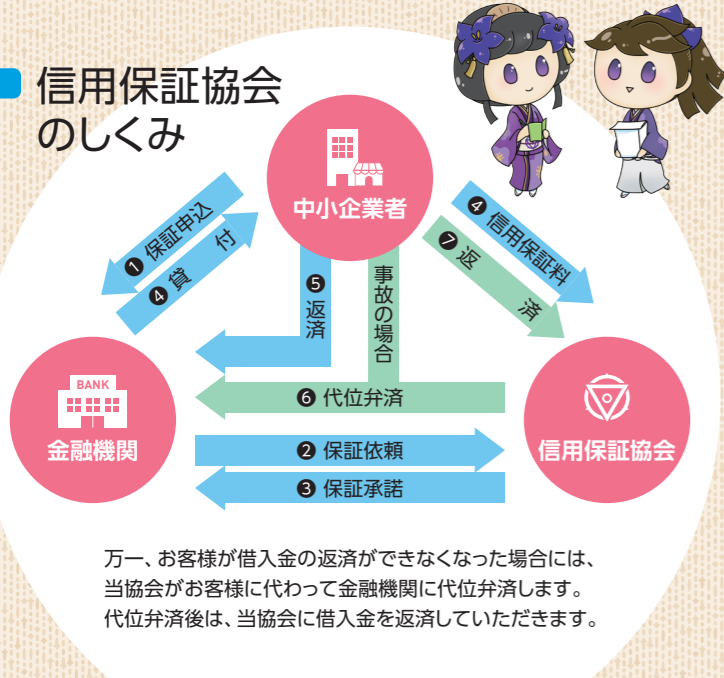 信用保証協会
のしくみ
中小企業者
❶ 保証申込
❹ 貸付
❹ 信用保証料
❼ 返済
❺ 返済
事故の場合
BANK
金融機関
❻ 代位弁済
❷ 保証依頼
❸ 保証承諾
信用保証協会
万一、お客様が借入金の返済ができなくなった場合には、
当協会がお客様に代わって金融機関に代位弁済します。
代位弁済後は、当協会に借入金を返済していただきます。